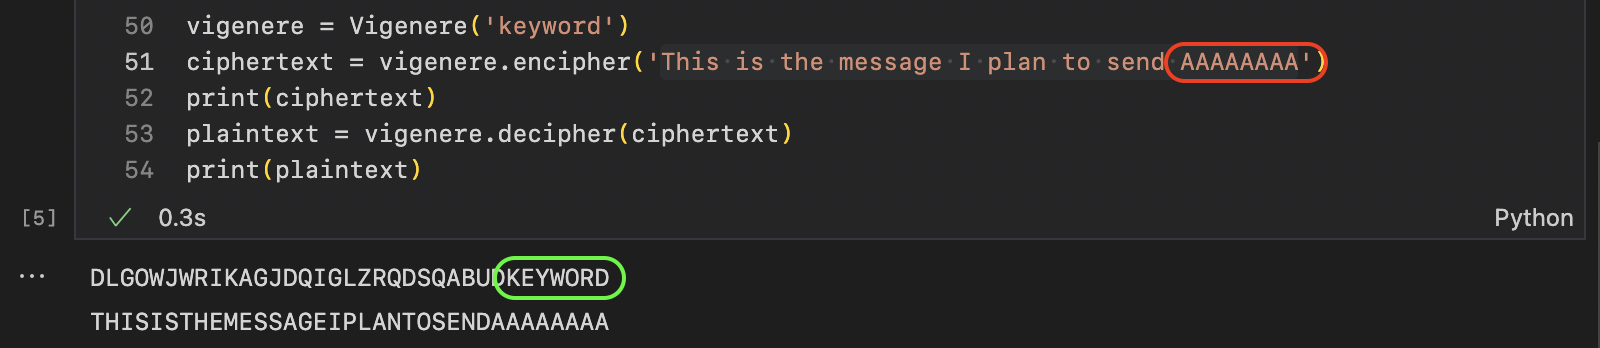 50 vigenere = Vigenere('keyword')
51 ciphertext = vigenere.encipher('This·is·the·message·I·plan·to·send·AAAAAAAA')
52 print(ciphertext)
53 plaintext = vigenere.decipher(ciphertext)
54 print(plaintext)
[5] ✓ 0.3s Python
... DLGOWJWRIKAGJDQIGLZRQDSQABUDKEYWORD
THISISTHEMESSAGEIPLANTOSENDAAAAAAAA